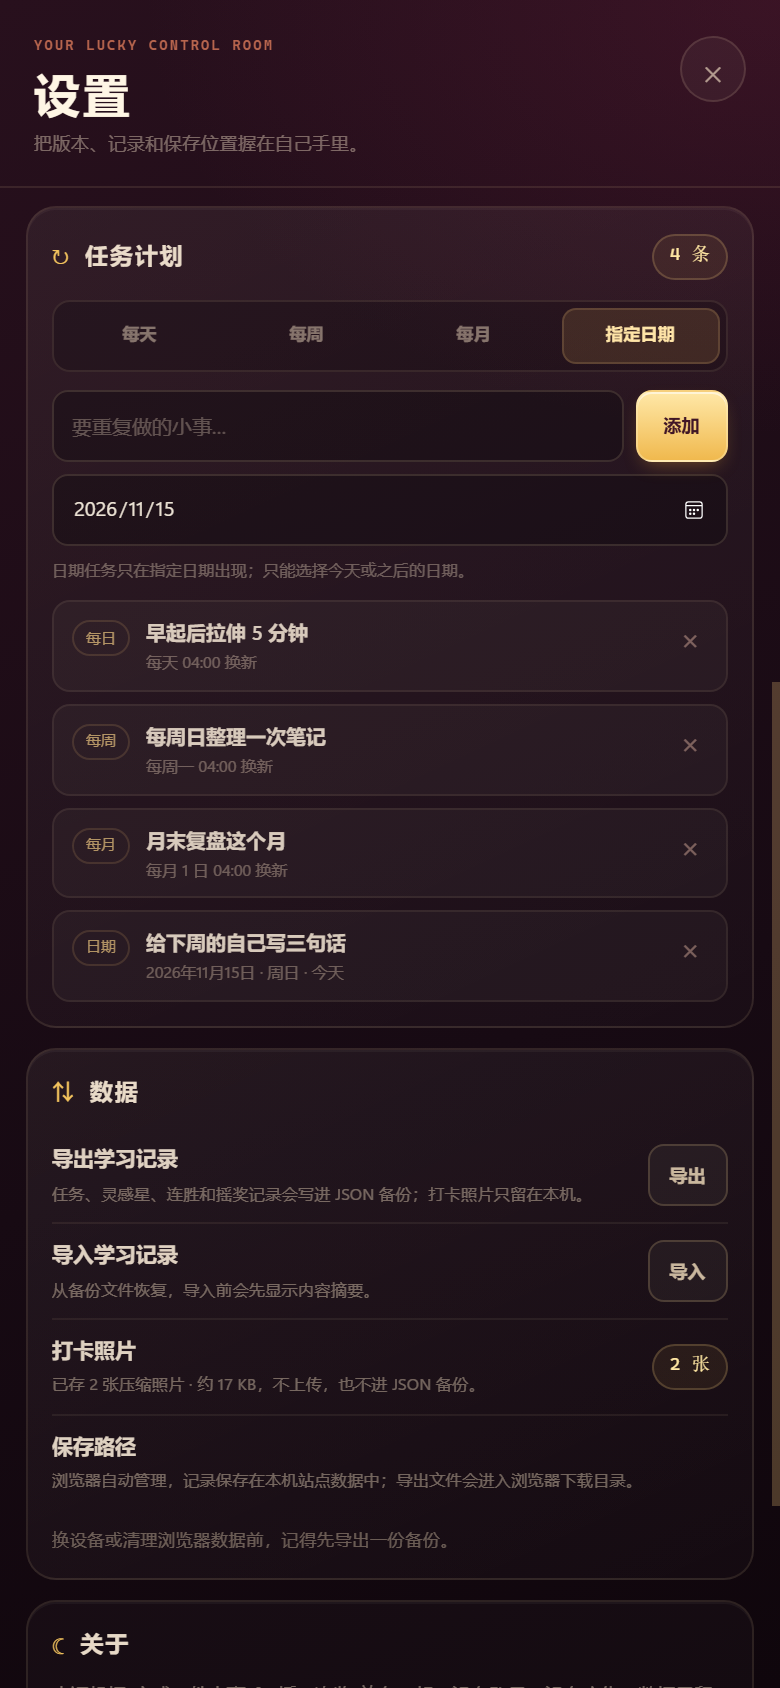 YOUR LUCKY CONTROL ROOM
设置
把版本、记录和保存位置握在自己手里。
任务计划
4 条
每天 每周 每月 指定日期
要重复做的小事...
添加
2026/11/15
日期任务只在指定日期出现；只能选择今天或之后的日期。
每日
早起后拉伸 5 分钟
每天 04:00 换新
每周
每周日整理一次笔记
每周一 04:00 换新
每月
月末复盘这个月
每月 1 日 04:00 换新
日期
给下周的自己写三句话
2026年11月15日 · 周日 · 今天
数据
导出学习记录
任务、灵感星、连胜和摇奖记录会写进 JSON 备份；打卡照片只留在本机。
导出
导入学习记录
从备份文件恢复，导入前会先显示内容摘要。
导入
打卡照片
已存 2 张压缩照片 · 约 17 KB，不上传，也不进 JSON 备份。
2 张
保存路径
浏览器自动管理，记录保存在本机站点数据中；导出文件会进入浏览器下载目录。
换设备或清理浏览器数据前，记得先导出一份备份。
关于